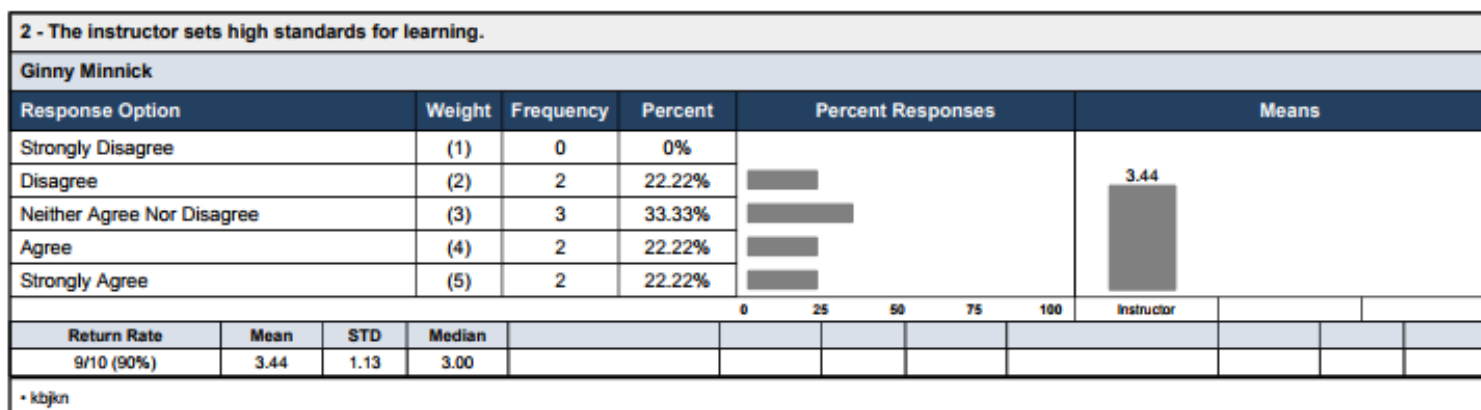 2 - The instructor sets high standards for learning.
Ginny Minnick
Response Option Weight Frequency Percent Percent Responses Means
Strongly Disagree (1) 0 0%
Disagree (2) 2 22.22% 3.44
Neither Agree Nor Disagree (3) 3 33.33%
Agree (4) 2 22.22%
Strongly Agree (5) 2 22.22%
0 25 50 75 100 Instructor
Return Rate Mean STD Median
9/10 (90%) 3.44 1.13 3.00
• kbjkn